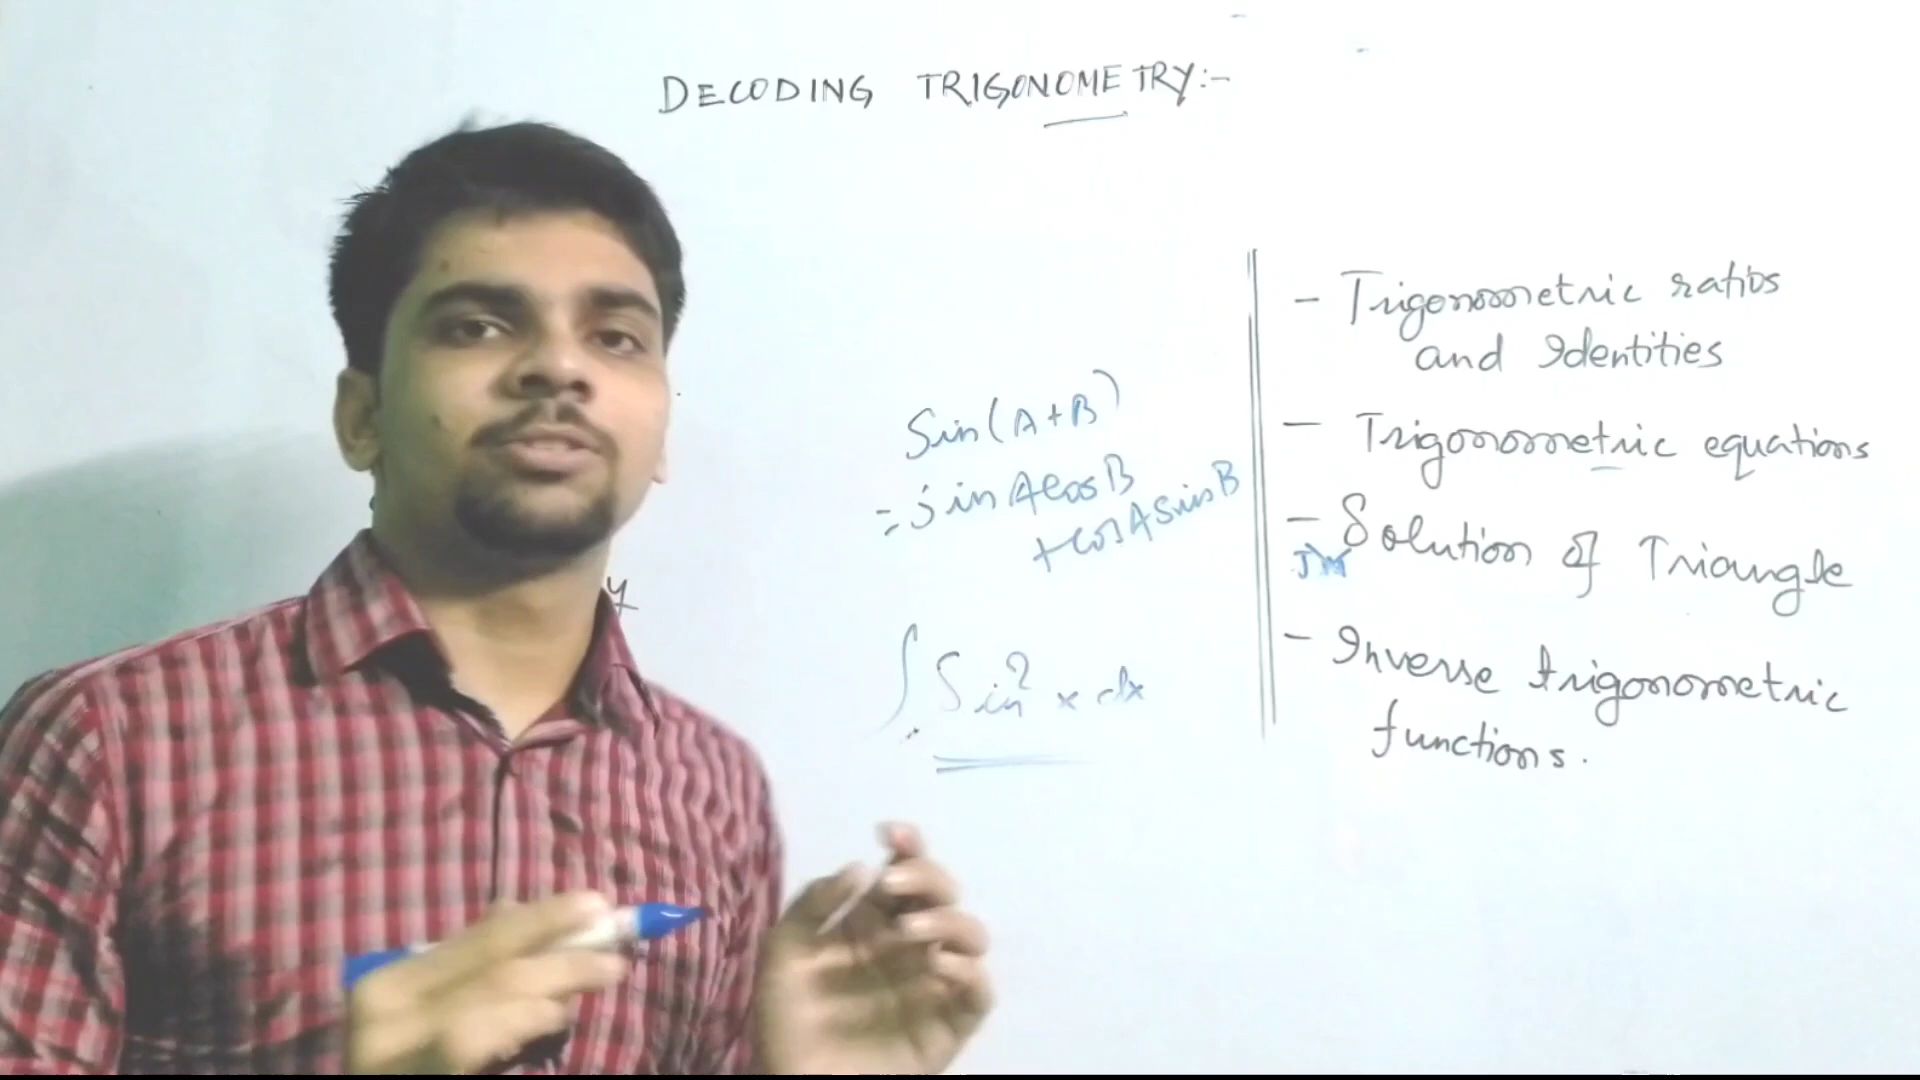 DECODING TRIGONOMETRY:-
Sin(A+B)
= sin A cos B
+ cos A sin B
∫ Sin² x dx
y
- Trigonometric ratios
and Identities
- Trigonometric equations
- Solution of Triangle
- Inverse trigonometric
functions.